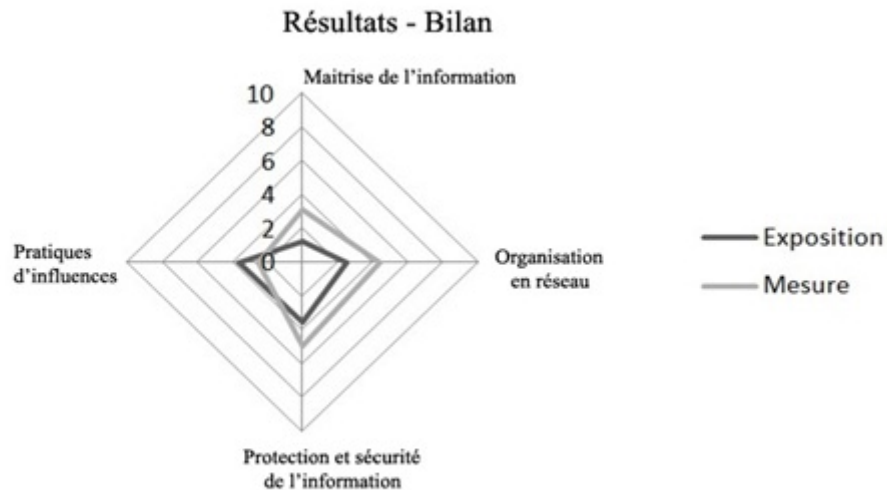 Résultats - Bilan
Maitrise de l'information
10
8
6
4
2
0
Pratiques
d'influences
Organisation
en réseau
Exposition
Mesure
Protection et sécurité
de l'information